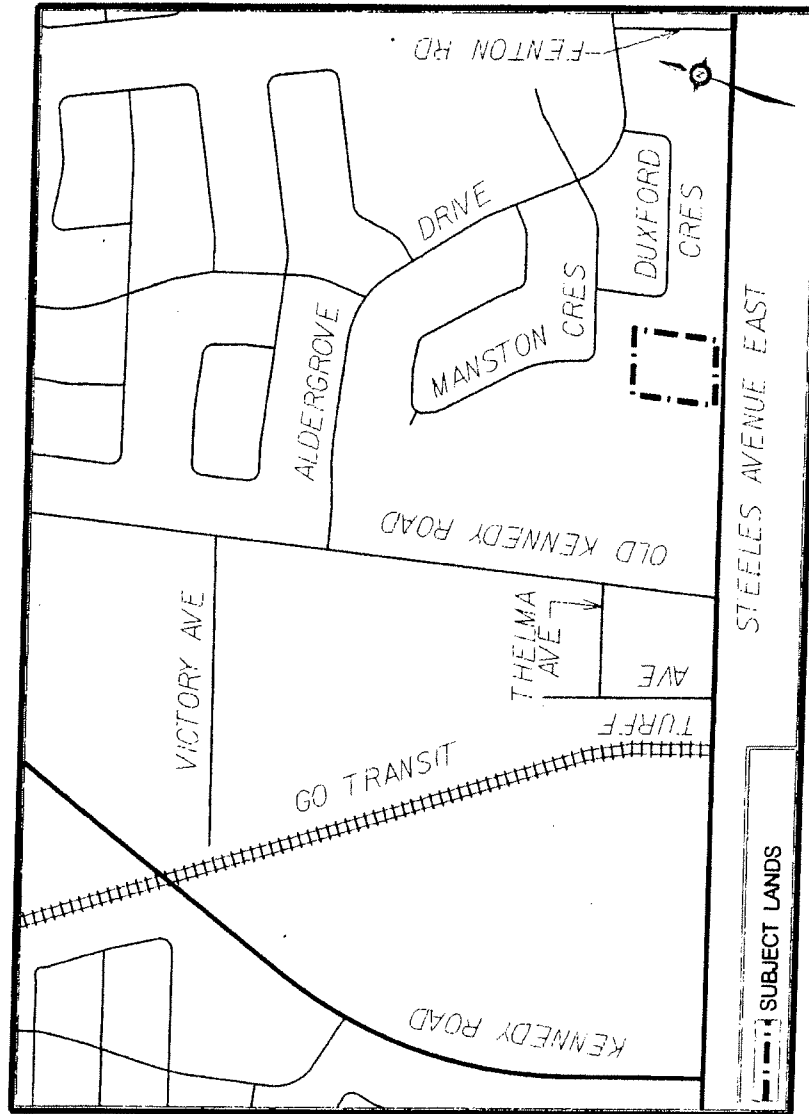 FENTON RD
DRIVE
DUXFORD
CRES
ALDERGROVE
MANSTON
CRES
OLD KENNEDY ROAD
STEELES AVENUE EAST
VICTORY AVE
THELMA
AVE
TURFF
AVE
GO TRANSIT
KENNEDY ROAD
SUBJECT LANDS
N